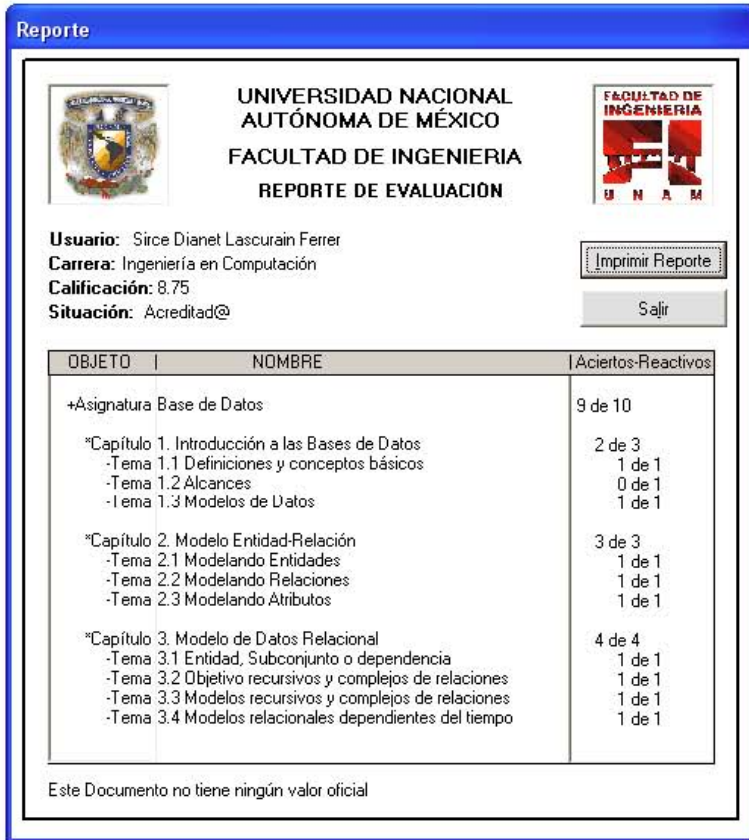 Reporte
UNIVERSIDAD NACIONAL
AUTÓNOMA DE MÉXICO
FACULTAD DE INGENIERIA
REPORTE DE EVALUACIÓN
FACULTAD DE
INGENIERIA
U N A M
Usuario: Sirce Dianet Lascurain Ferrer
Carrera: Ingeniería en Computación
Calificación: 8.75
Situación: Acreditad@
Imprimir Reporte
Salir
OBJETO | NOMBRE |Aciertos-Reactivos
+Asignatura Base de Datos 9 de 10
*Capítulo 1. Introducción a las Bases de Datos 2 de 3
-Tema 1.1 Definiciones y conceptos básicos 1 de 1
-Tema 1.2 Alcances 0 de 1
-Tema 1.3 Modelos de Datos 1 de 1
*Capítulo 2. Modelo Entidad-Relación 3 de 3
-Tema 2.1 Modelando Entidades 1 de 1
-Tema 2.2 Modelando Relaciones 1 de 1
-Tema 2.3 Modelando Atributos 1 de 1
*Capítulo 3. Modelo de Datos Relacional 4 de 4
-Tema 3.1 Entidad, Subconjunto o dependencia 1 de 1
-Tema 3.2 Objetivo recursivos y complejos de relaciones 1 de 1
-Tema 3.3 Modelos recursivos y complejos de relaciones 1 de 1
-Tema 3.4 Modelos relacionales dependientes del tiempo 1 de 1
Este Documento no tiene ningún valor oficial